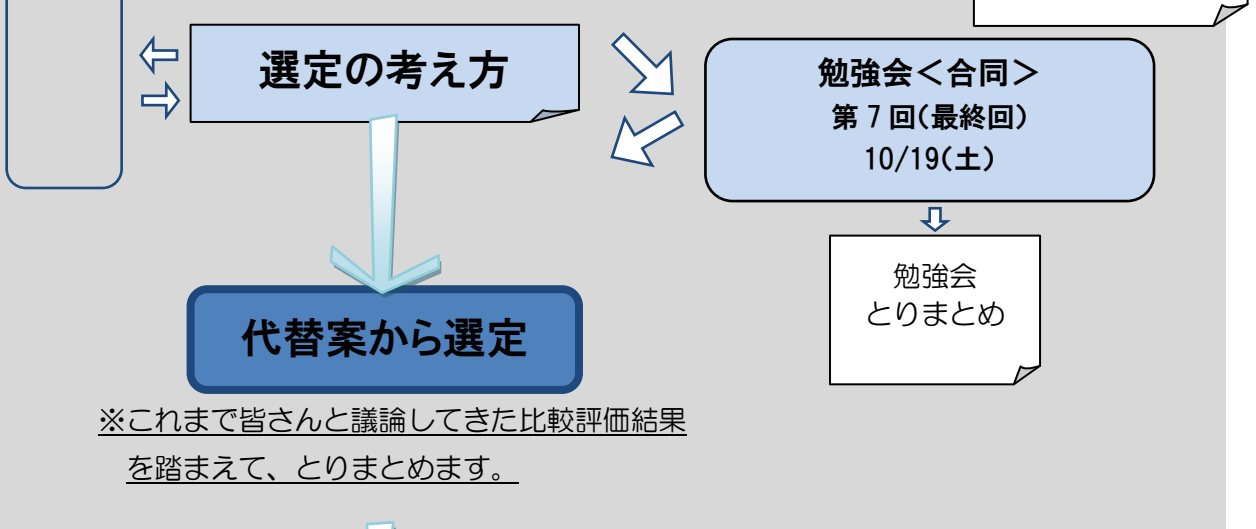 選定の考え方
勉強会＜合同＞
第７回（最終回）
10/19（土）
勉強会
とりまとめ
代替案から選定
※これまで皆さんと議論してきた比較評価結果
を踏まえて、とりまとめます。